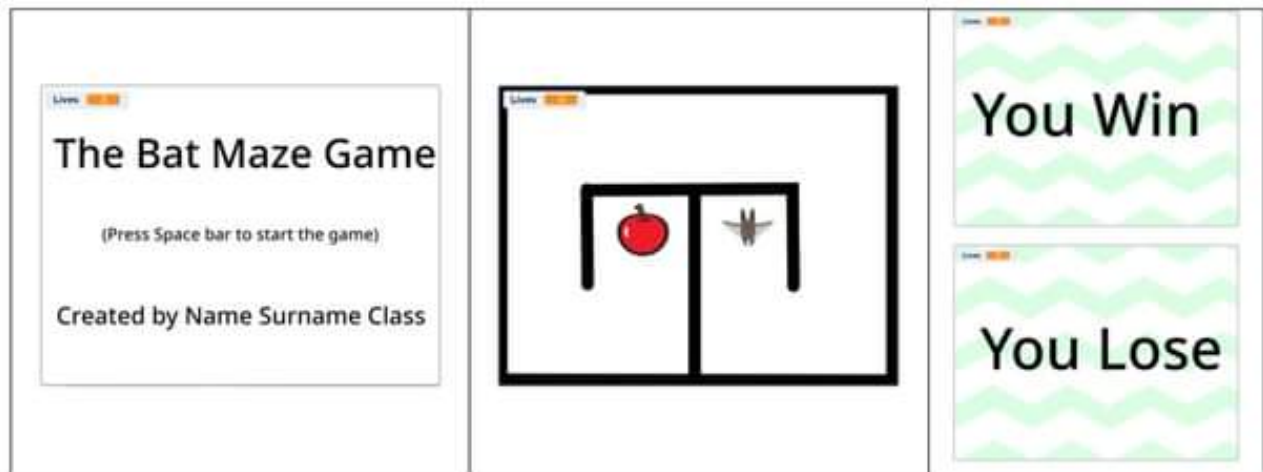 Lives
The Bat Maze Game
(Press Space bar to start the game)
Created by Name Surname Class
Lives
Lives
You Win
Lives
You Lose